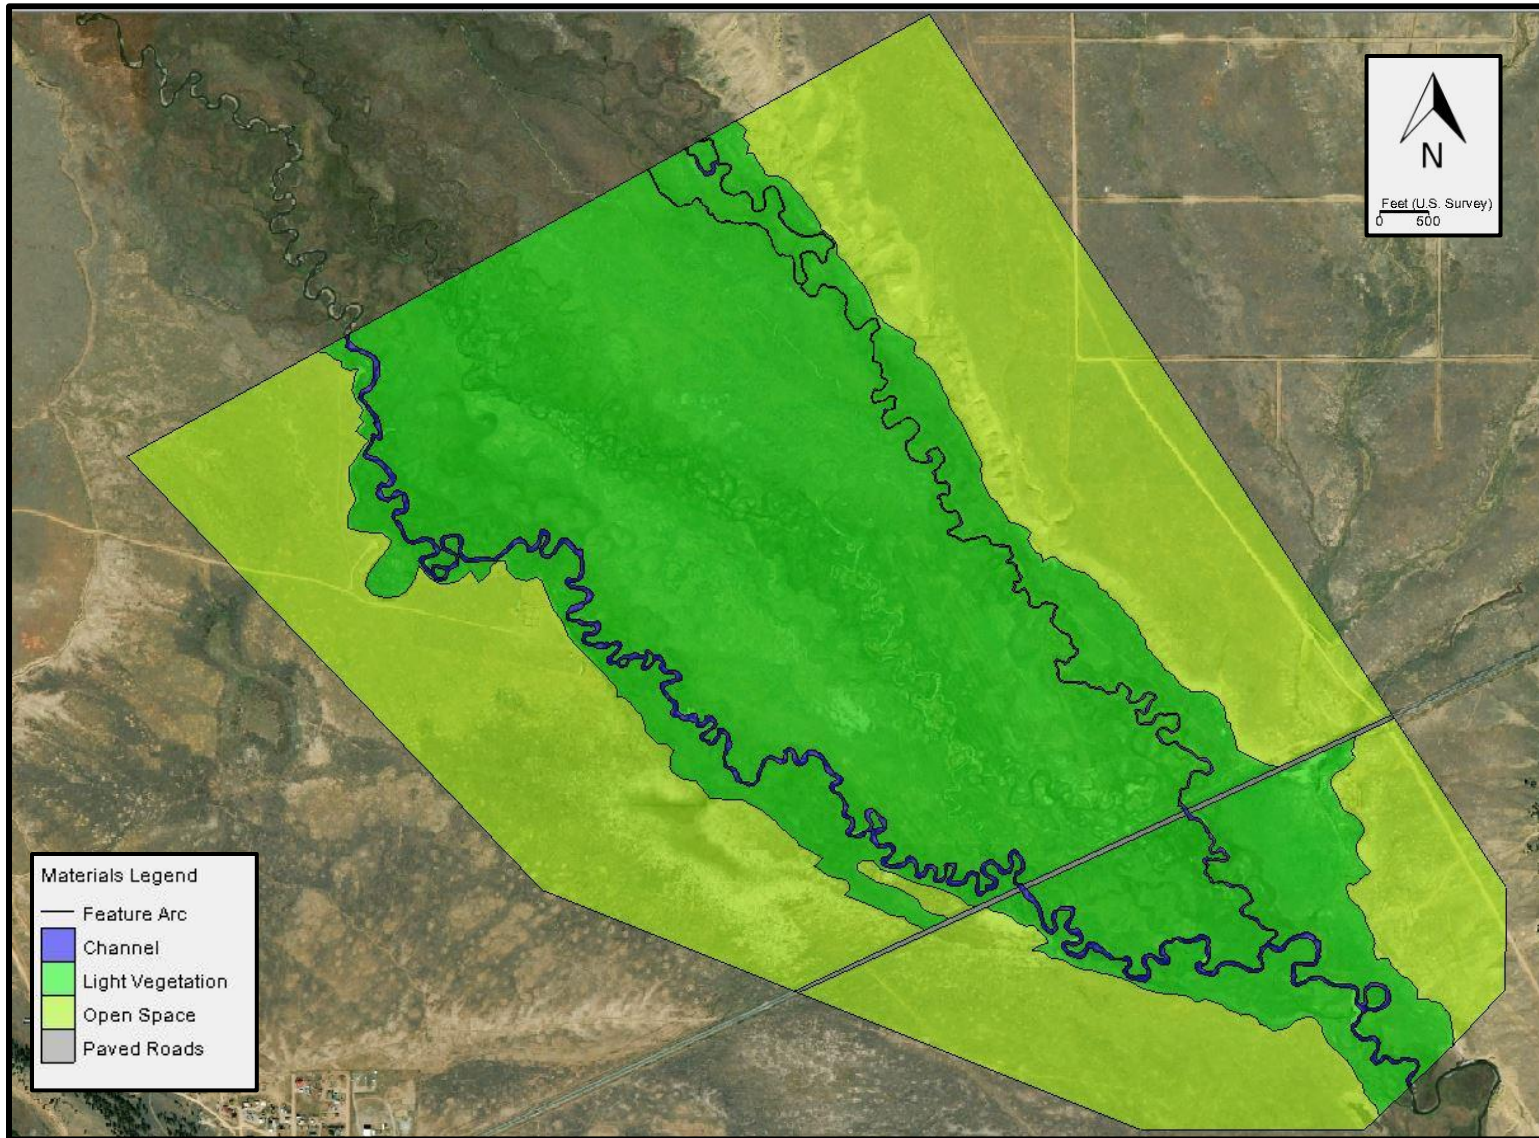 N
Feet (U.S. Survey)
0 500
Materials Legend
Feature Arc
Channel
Light Vegetation
Open Space
Paved Roads